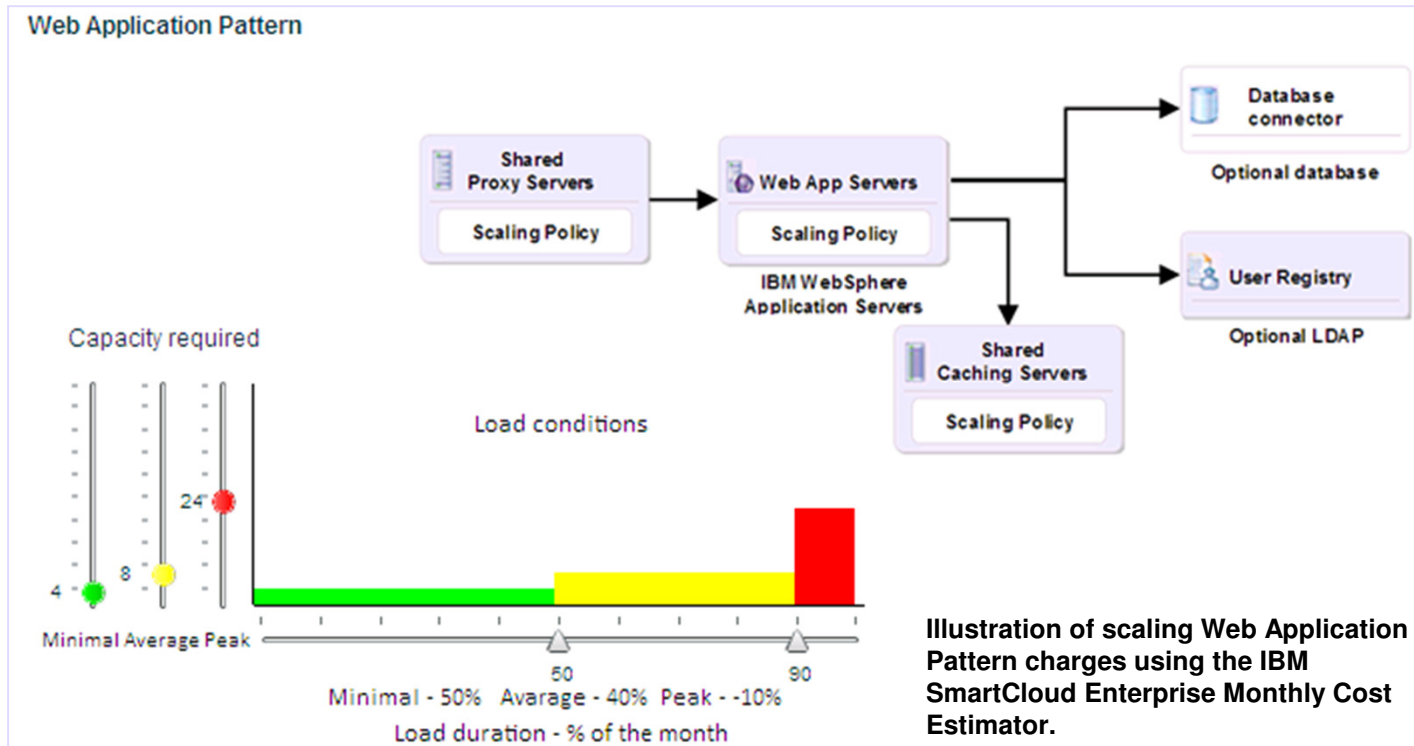 Web Application Pattern
Shared
Proxy Servers
Scaling Policy
Web App Servers
Scaling Policy
IBM WebSphere
Application Servers
Database
connector
Optional database
User Registry
Optional LDAP
Shared
Caching Servers
Scaling Policy
Capacity required
Load conditions
24
8
4
Minimal Average Peak
50
90
Minimal - 50% Avarage - 40% Peak - -10%
Load duration - % of the month
Illustration of scaling Web Application
Pattern charges using the IBM
SmartCloud Enterprise Monthly Cost
Estimator.